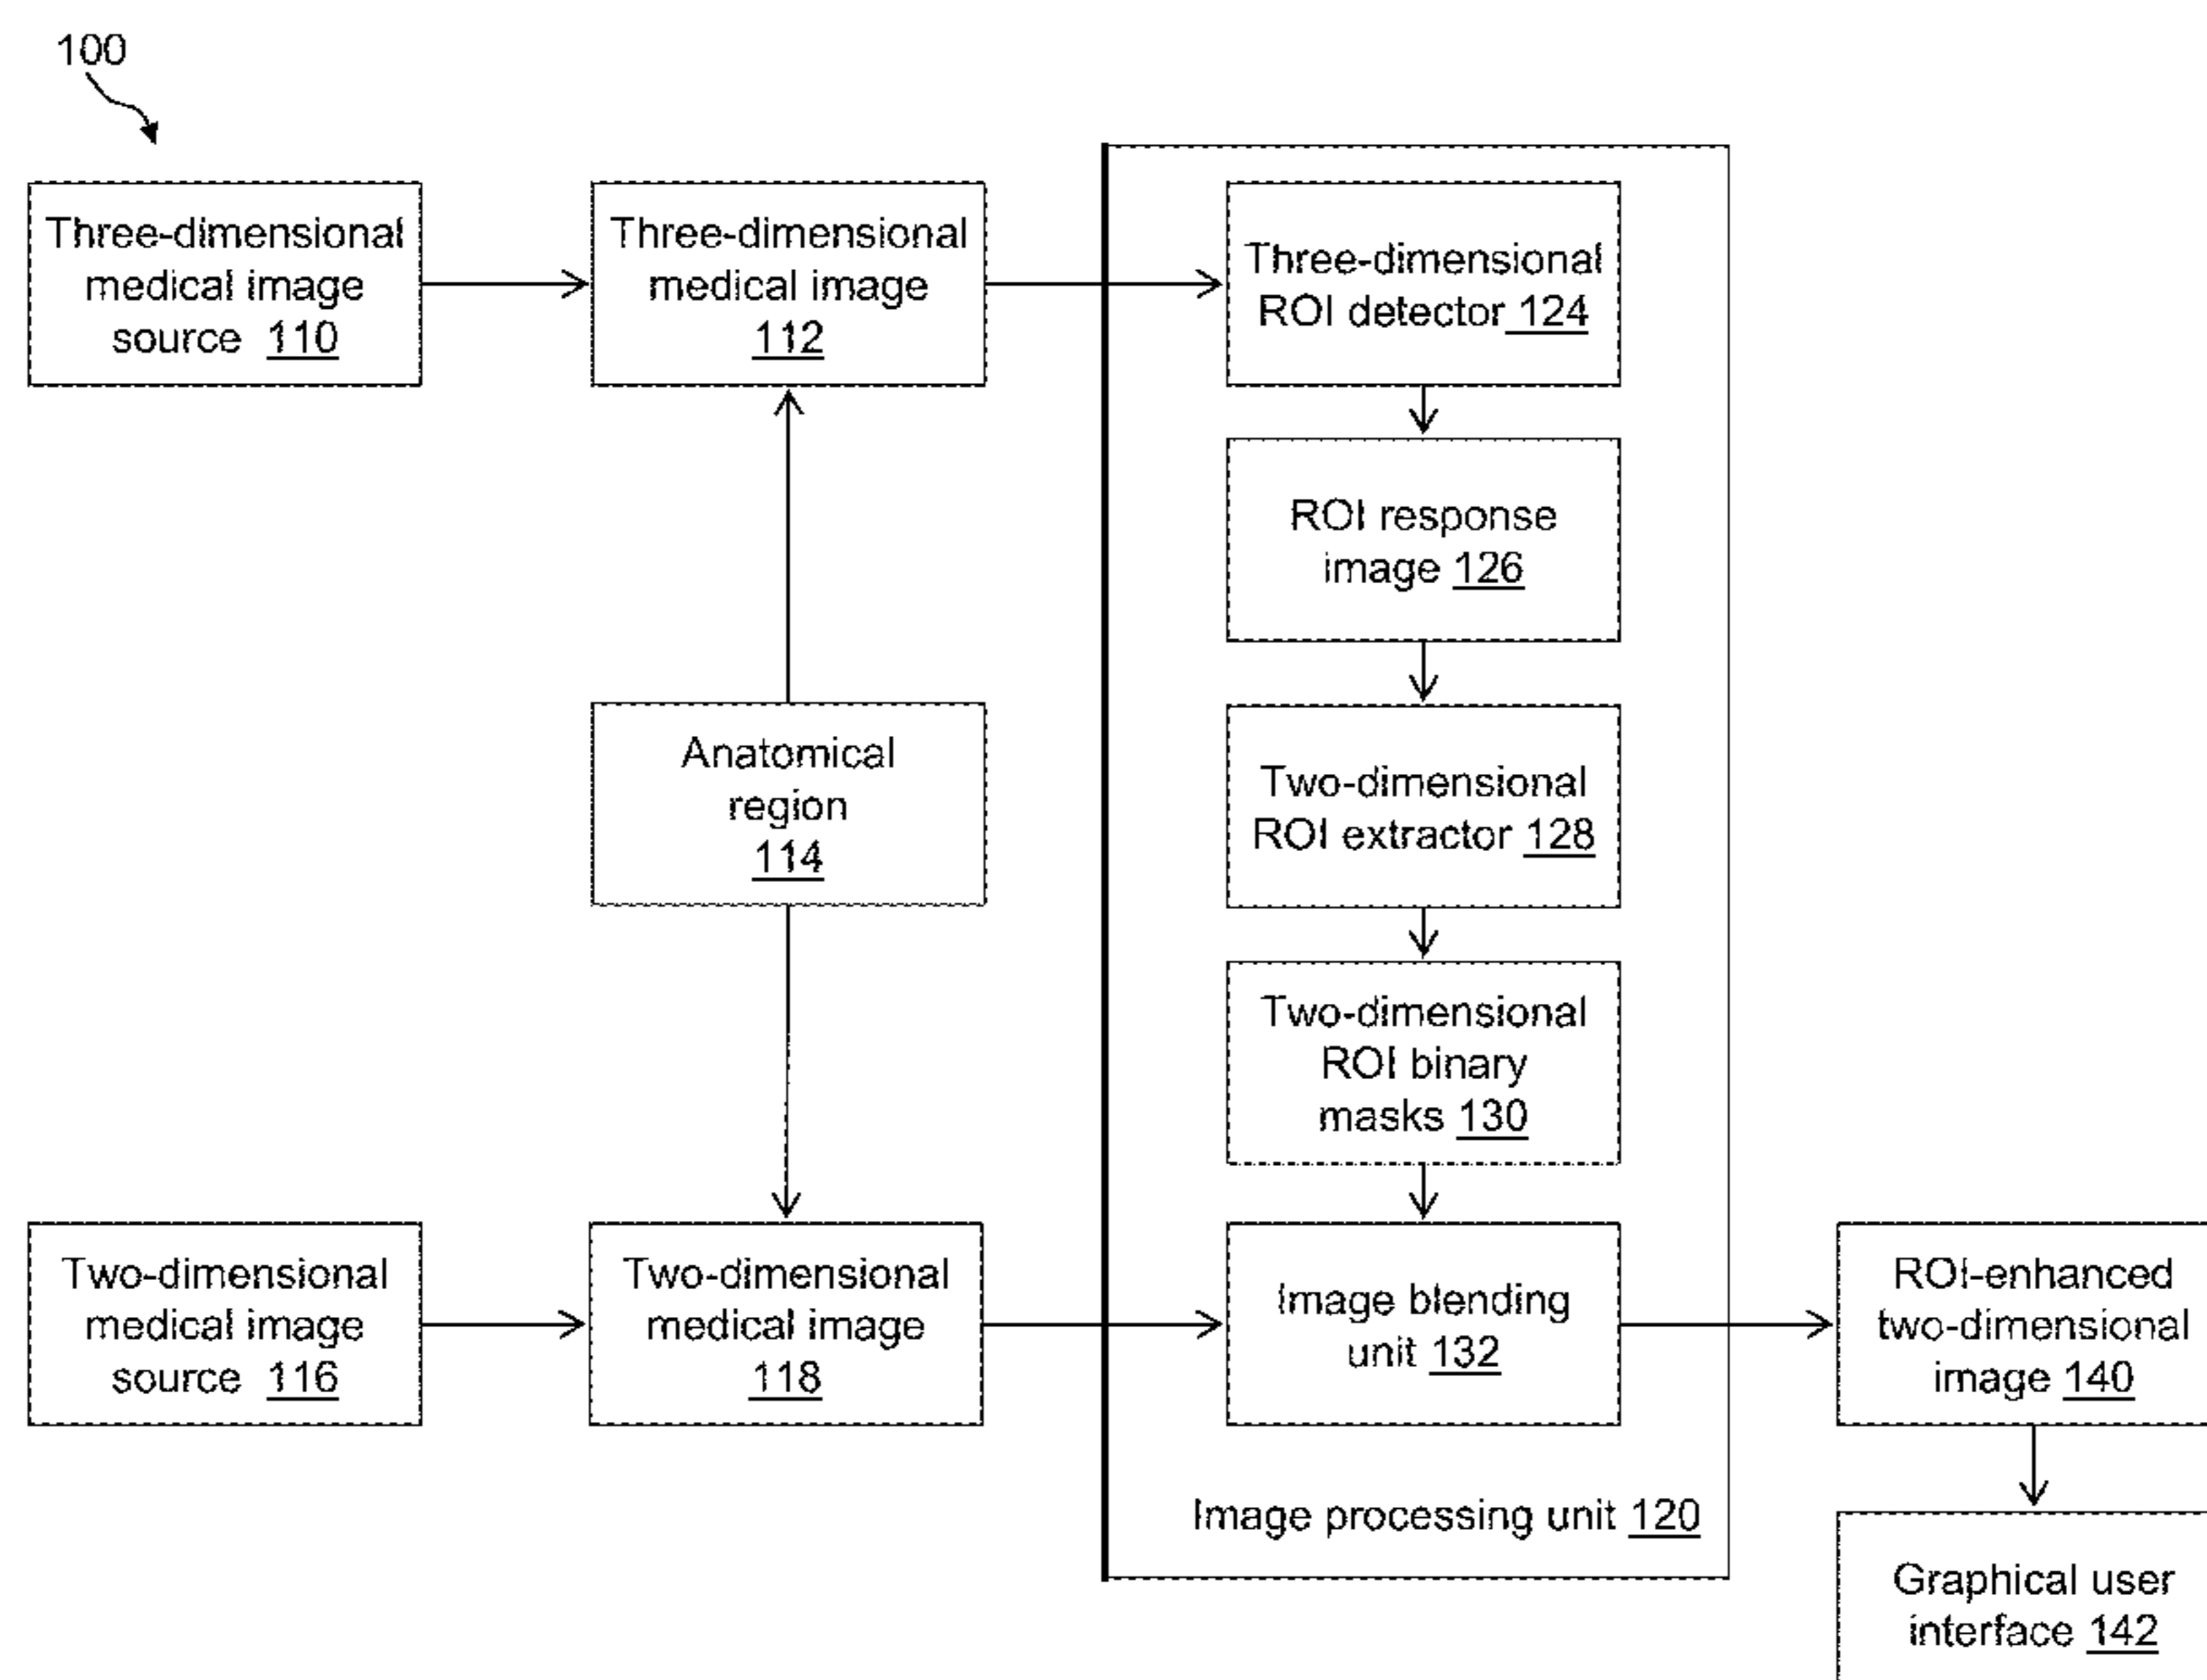 100
Three-dimensional
medical image
source 110
Three-dimensional
medical image
112
Three-dimensional
ROI detector 124
ROI response
image 126
Anatomical
region
114
Two-dimensional
ROI extractor 128
Two-dimensional
ROI binary
masks 130
Two-dimensional
medical image
source 116
Two-dimensional
medical image
118
Image blending
unit 132
ROI-enhanced
two-dimensional
image 140
Image processing unit 120
Graphical user
interface 142